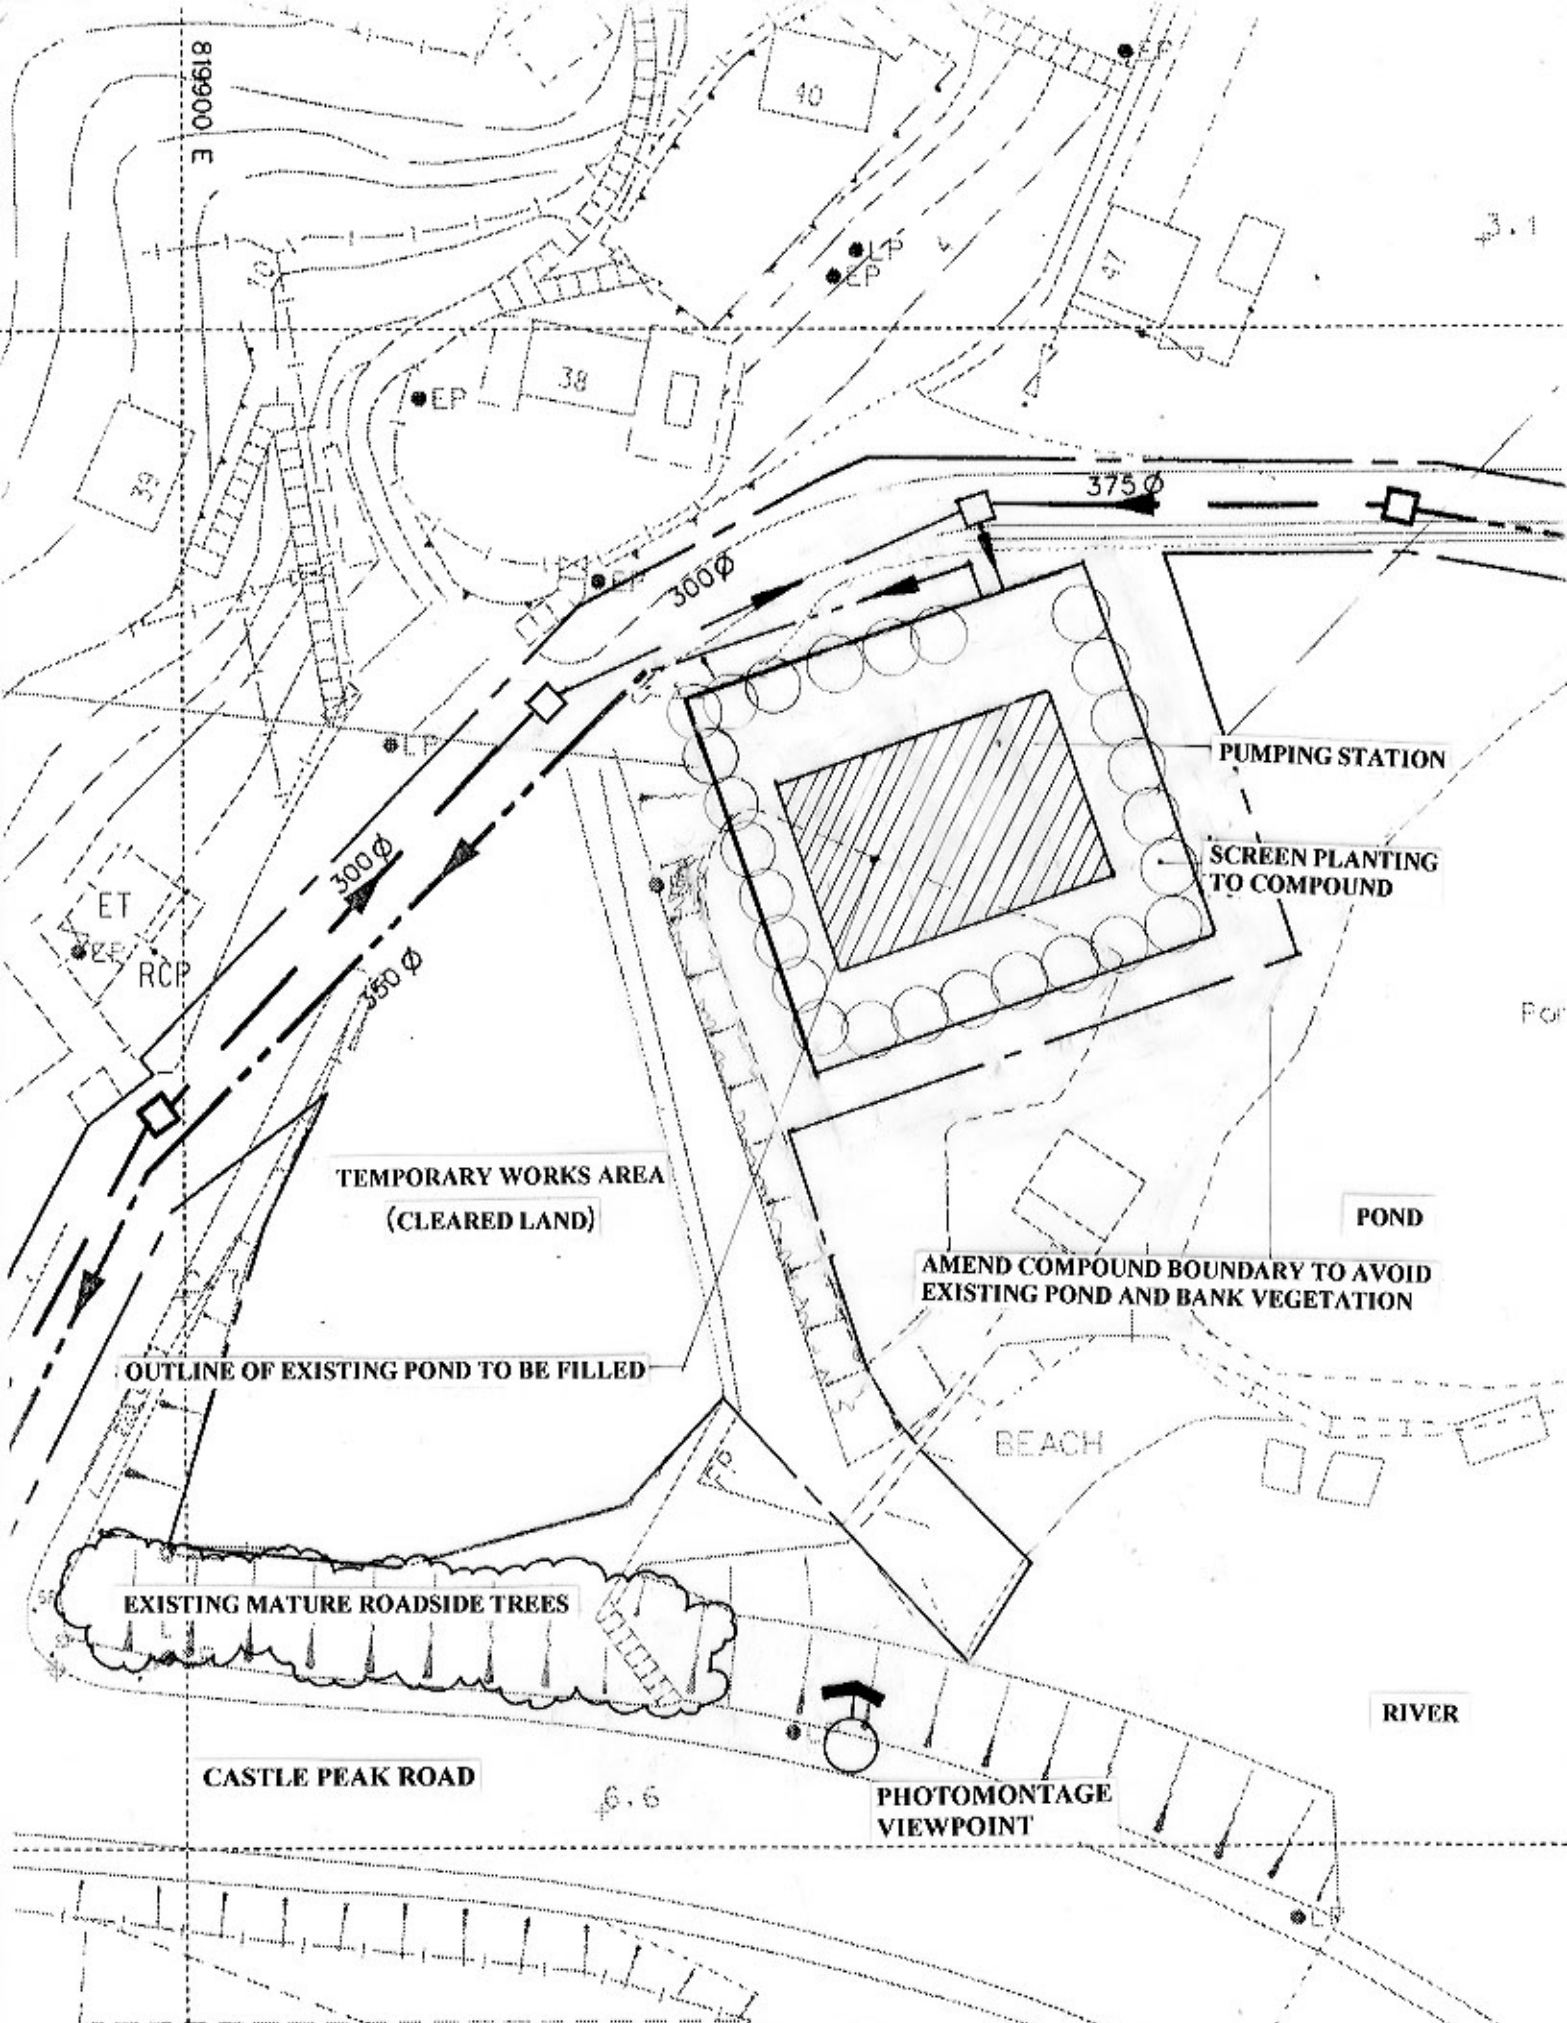 819900 E
EP
40
3.1
LP
EP
47
10
38
EP
39
375 Ø
EP
300 Ø
LP
PUMPING STATION
300 Ø
SCREEN PLANTING
TO COMPOUND
ET
RCP
350 Ø
TEMPORARY WORKS AREA
(CLEARED LAND)
POND
AMEND COMPOUND BOUNDARY TO AVOID
EXISTING POND AND BANK VEGETATION
OUTLINE OF EXISTING POND TO BE FILLED
BEACH
FP
EXISTING MATURE ROADSIDE TREES
RIVER
CASTLE PEAK ROAD
6.6
PHOTOMONTAGE
VIEWPOINT
LP